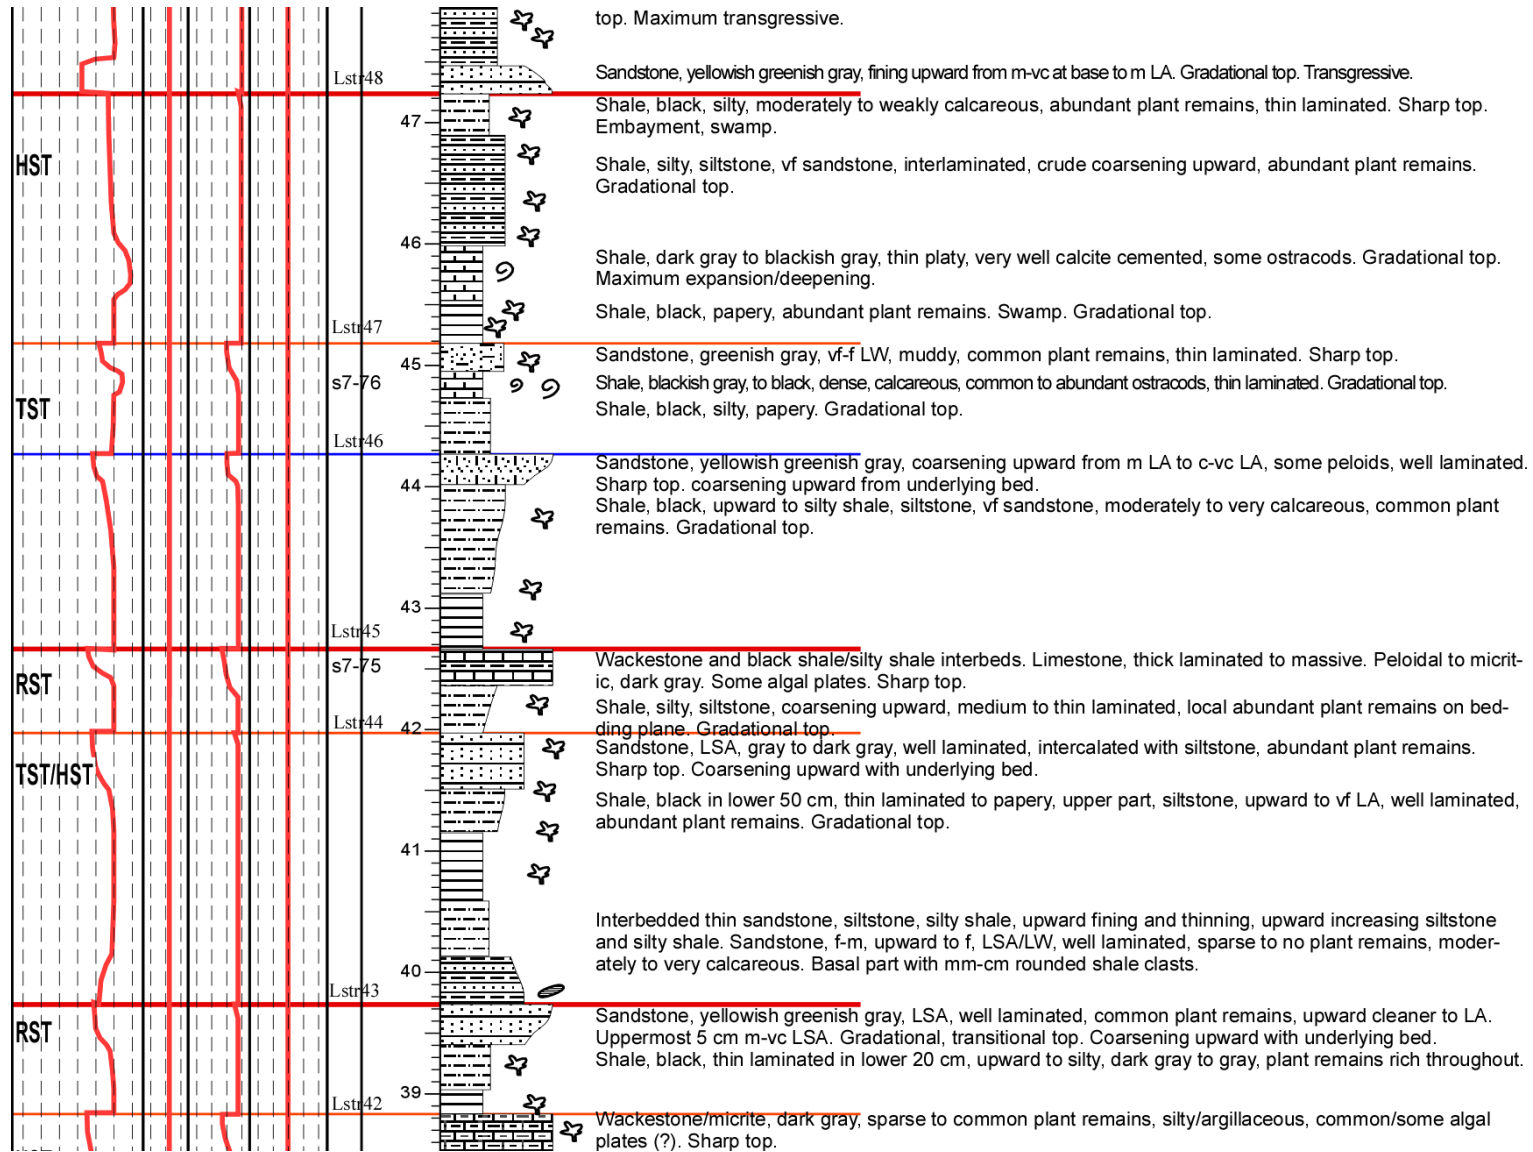 top. Maximum transgressive.
Lstr48
Sandstone, yellowish greenish gray, fining upward from m-vc at base to m LA. Gradational top. Transgressive.
Shale, black, silty, moderately to weakly calcareous, abundant plant remains, thin laminated. Sharp top.
47
Embayment, swamp.
HST
Shale, silty, siltstone, vf sandstone, interlaminated, crude coarsening upward, abundant plant remains.
Gradational top.
46
Shale, dark gray to blackish gray, thin platy, very well calcite cemented, some ostracods. Gradational top.
Maximum expansion/deepening.
Shale, black, papery, abundant plant remains. Swamp. Gradational top.
Lstr47
Sandstone, greenish gray, vf-f LW, muddy, common plant remains, thin laminated. Sharp top.
45
s7-76
Shale, blackish gray, to black, dense, calcareous, common to abundant ostracods, thin laminated. Gradational top.
TST
Shale, black, silty, papery. Gradational top.
Lstr46
Sandstone, yellowish greenish gray, coarsening upward from m LA to c-vc LA, some peloids, well laminated.
44
Sharp top. coarsening upward from underlying bed.
Shale, black, upward to silty shale, siltstone, vf sandstone, moderately to very calcareous, common plant
remains. Gradational top.
43
Lstr45
s7-75
Wackestone and black shale/silty shale interbeds. Limestone, thick laminated to massive. Peloidal to micrit-
RST
ic, dark gray. Some algal plates. Sharp top.
Shale, silty, siltstone, coarsening upward, medium to thin laminated, local abundant plant remains on bed-
Lstr44
42
ding plane. Gradational top.
Sandstone, LSA, gray to dark gray, well laminated, intercalated with siltstone, abundant plant remains.
TST/HST
Sharp top. Coarsening upward with underlying bed.
Shale, black in lower 50 cm, thin laminated to papery, upper part, siltstone, upward to vf LA, well laminated,
abundant plant remains. Gradational top.
41
Interbedded thin sandstone, siltstone, silty shale, upward fining and thinning, upward increasing siltstone
and silty shale. Sandstone, f-m, upward to f, LSA/LW, well laminated, sparse to no plant remains, moder-
40
ately to very calcareous. Basal part with mm-cm rounded shale clasts.
Lstr43
Sandstone, yellowish greenish gray, LSA, well laminated, common plant remains, upward cleaner to LA.
RST
Uppermost 5 cm m-vc LSA. Gradational, transitional top. Coarsening upward with underlying bed.
Shale, black, thin laminated in lower 20 cm, upward to silty, dark gray to gray, plant remains rich throughout.
39
Lstr42
Wackestone/micrite, dark gray, sparse to common plant remains, silty/argillaceous, common/some algal
plates (?). Sharp top.